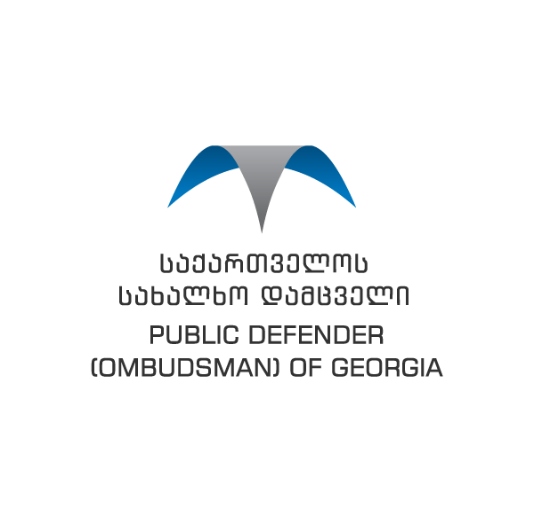 საქართველოს
სახალხო დამცველი
PUBLIC DEFENDER
(OMBUDSMAN) OF GEORGIA